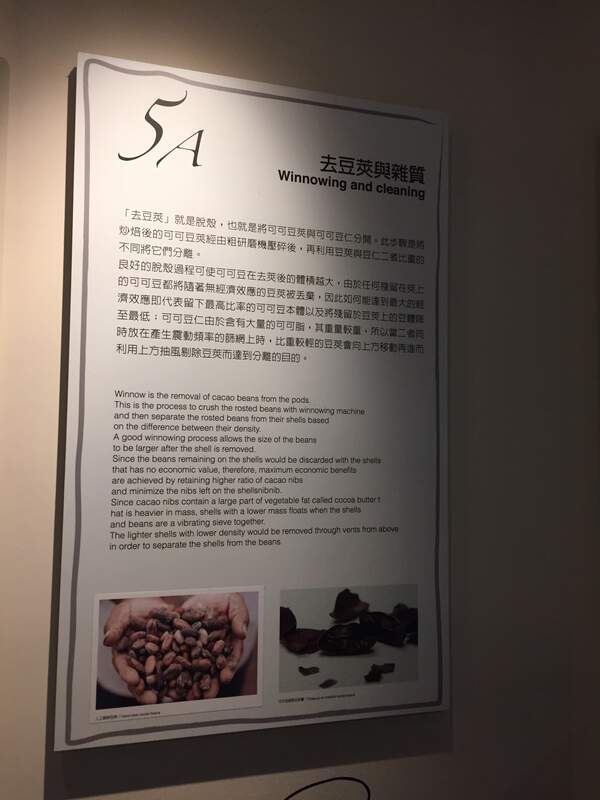 5A
去豆莢與雜質
Winnowing and cleaning
「去豆莢」就是脫殼，也就是將可可豆莢與可可豆仁分開。此步驟是將
炒焙後的可可豆莢經由粗研磨機壓碎後，再利用豆莢與豆仁二者比重的
不同將它們分離。
良好的脫殼過程可使可可豆在去莢後的體積越大，由於任何殘留在莢上
的可可豆都將隨著無經濟效應的豆莢被丟棄，因此如何能達到最大的經
濟效應即代表留下最高比率的可可豆本體以及將殘留於豆莢上的豆體降
至最低；可可豆仁由於含有大量的可可脂，其重量較重，所以當二者同
時放在產生震動頻率的篩網上時，比重較輕的豆莢會向上方移動再進而
利用上方抽風剔除豆莢而達到分離的目的。
Winnow is the removal of cacao beans from the pods.
This is the process to crush the rosted beans with winnowing machine
and then separate the rosted beans from their shells based
on the difference between their density.
A good winnowing process allows the size of the beans
to be larger after the shell is removed.
Since the beans remaining on the shells would be discarded with the shells
that has no economic value, therefore, maximum economic benefits
are achieved by retaining higher ratio of cacao nibs
and minimize the nibs left on the shellsnibnib.
Since cacao nibs contain a large part of vegetable fat called cocoa butter t
hat is heavier in mass, shells with a lower mass floats when the shells
and beans are a vibrating sieve together.
The lighter shells with lower density would be removed through vents from above
in order to separate the shells from the beans.